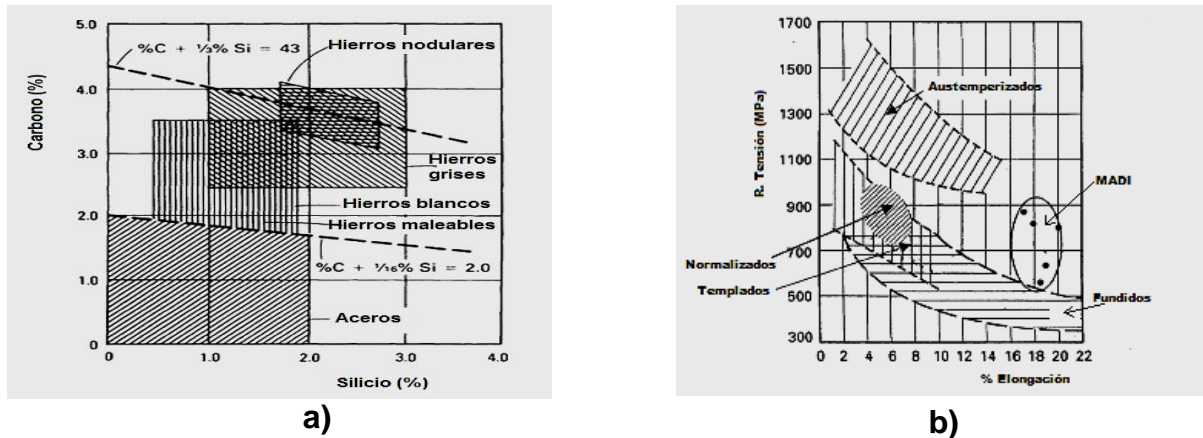 5.0
4.0
3.0
2.0
1.0
0
Carbono (%)
%C + ⅓% Si = 43
Hierros nodulares
Hierros
grises
Hierros blancos
Hierros maleables
%C + ¹⁄₁₆% Si = 2.0
Aceros
0
1.0
2.0
3.0
4.0
Silicio (%)
a)
1700
1500
1300
1100
900
700
500
300
R. Tensión (MPa)
Austemperizados
MADI
Normalizados
Templados
Fundidos
0 2 4 6 8 10 12 14 16 18 20 22
% Elongación
b)